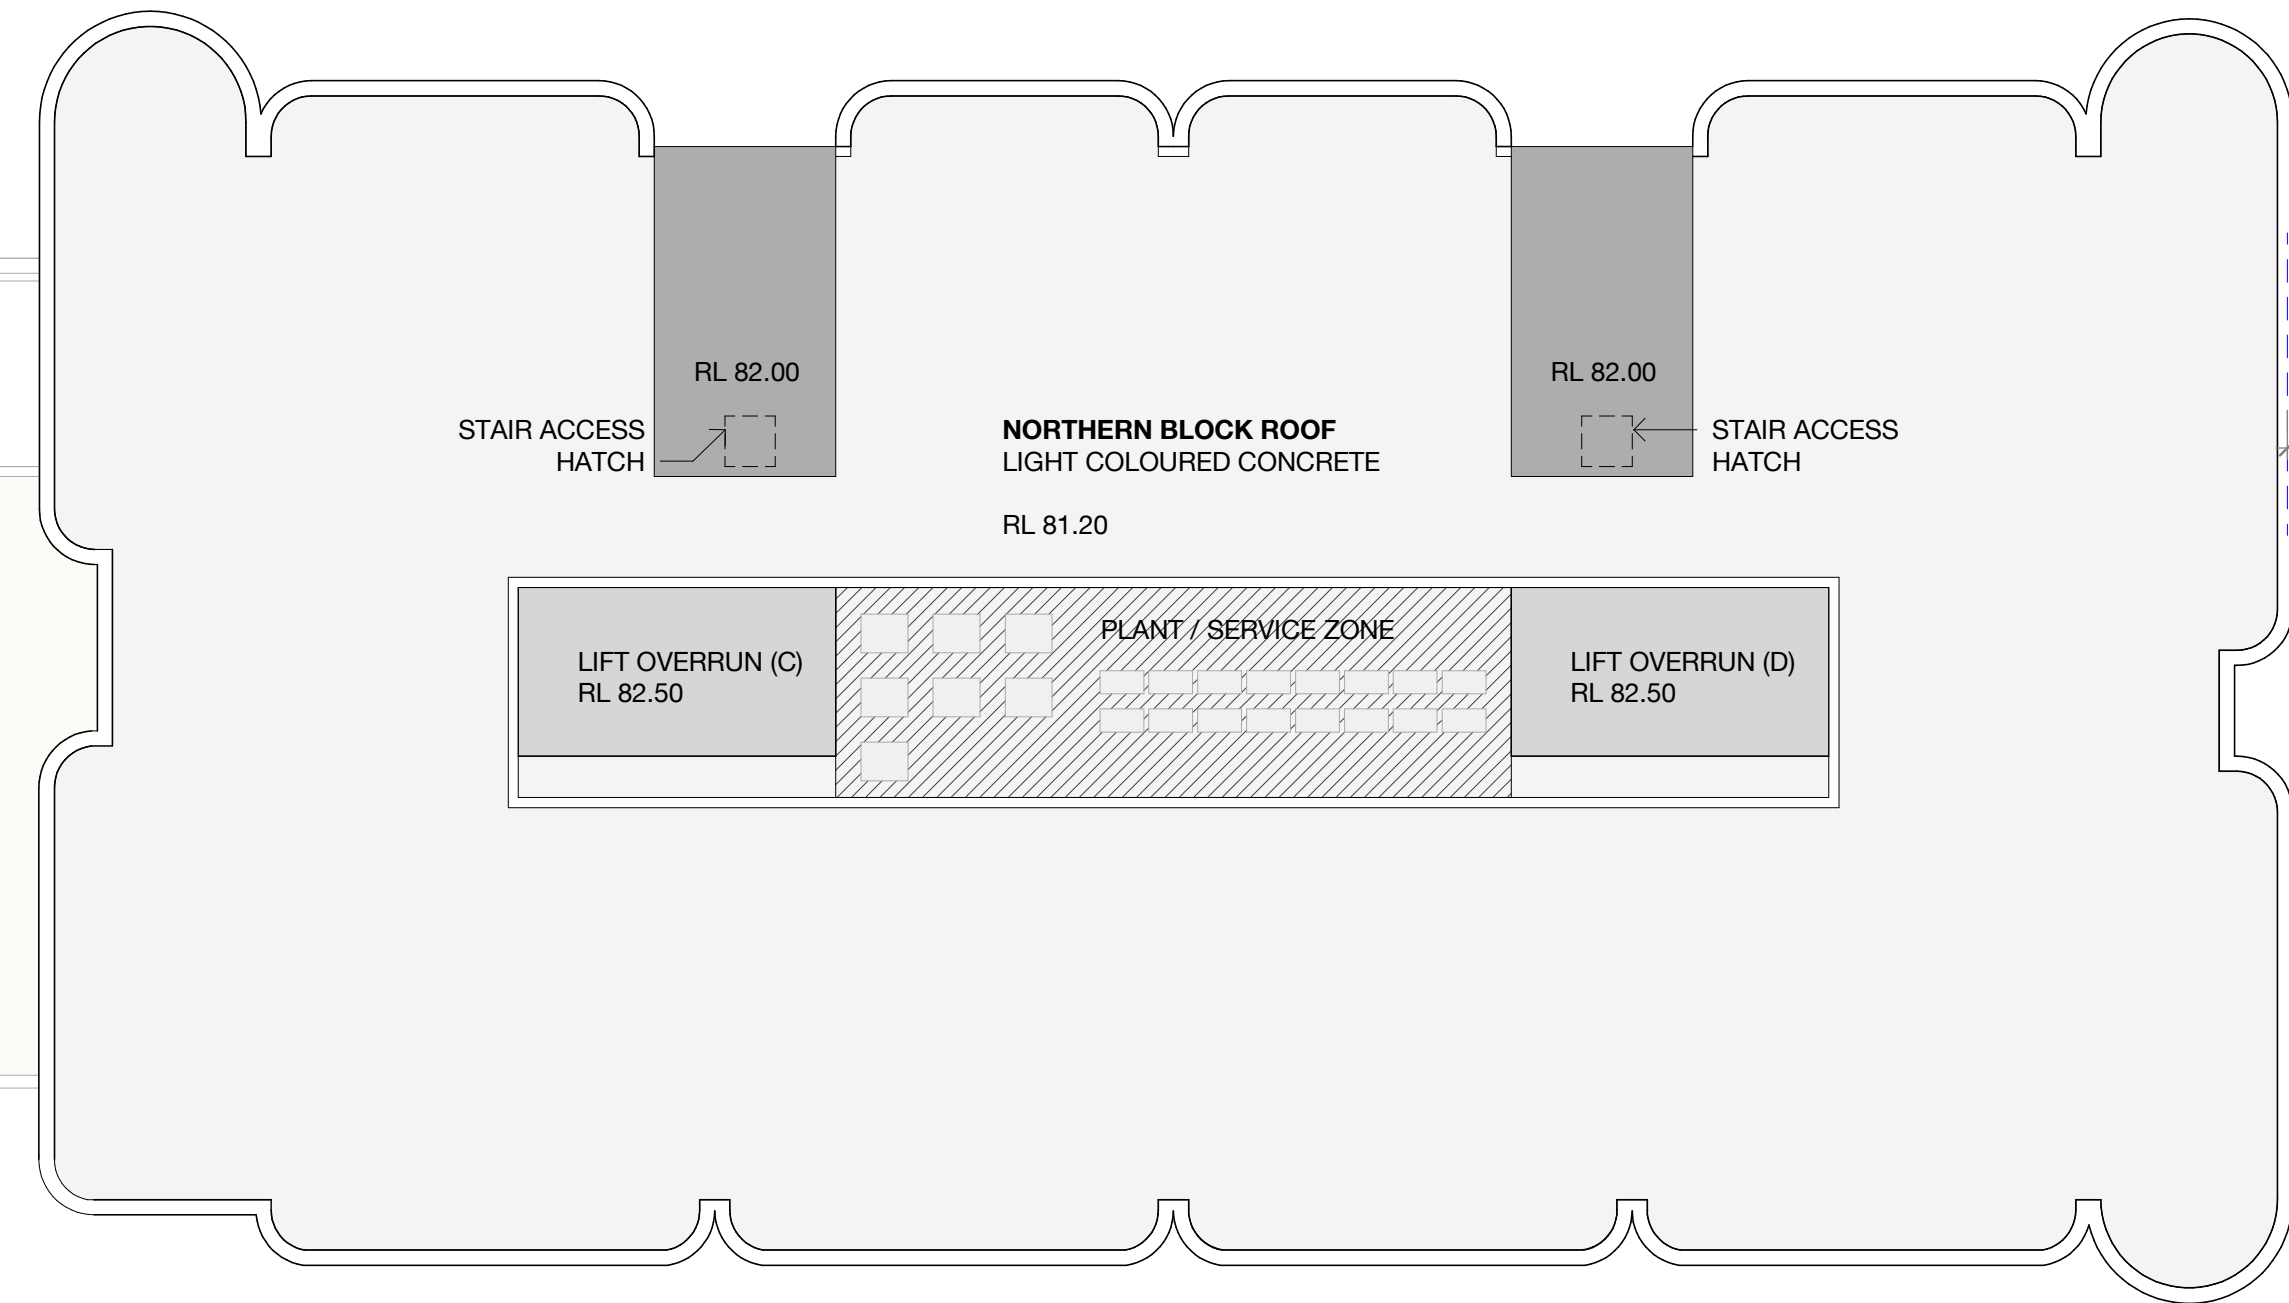 RL 82.00
RL 82.00
STAIR ACCESS
HATCH
NORTHERN BLOCK ROOF
LIGHT COLOURED CONCRETE
RL 81.20
STAIR ACCESS
HATCH
PLANT / SERVICE ZONE
LIFT OVERRUN (C)
RL 82.50
LIFT OVERRUN (D)
RL 82.50